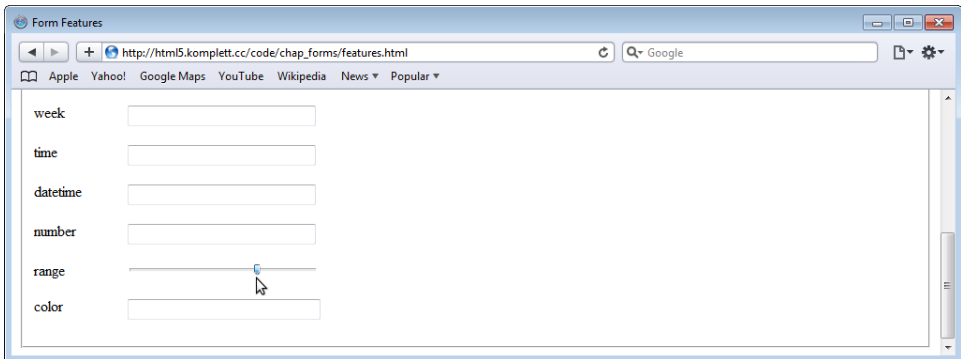 Form Features
http://html5.komplett.cc/code/chap_forms/features.html
Google
Apple Yahoo! Google Maps YouTube Wikipedia News Popular
week
time
datetime
number
range
color